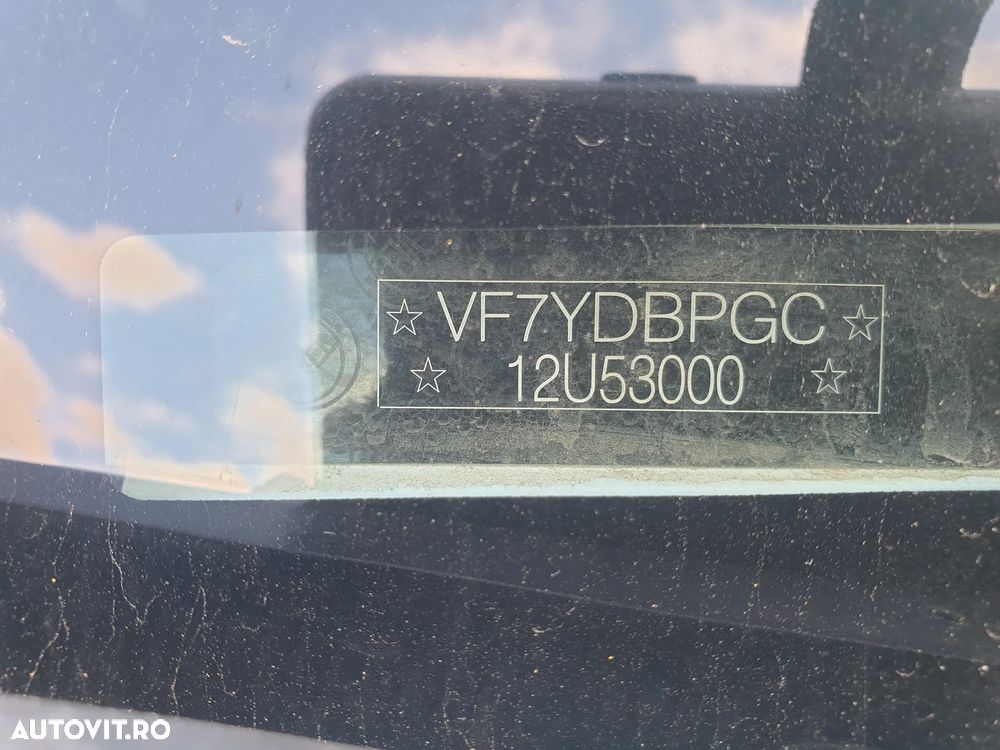 ☆ VF7YDBPGC ☆
☆ 12U53000 ☆
AUTOVIT.RO